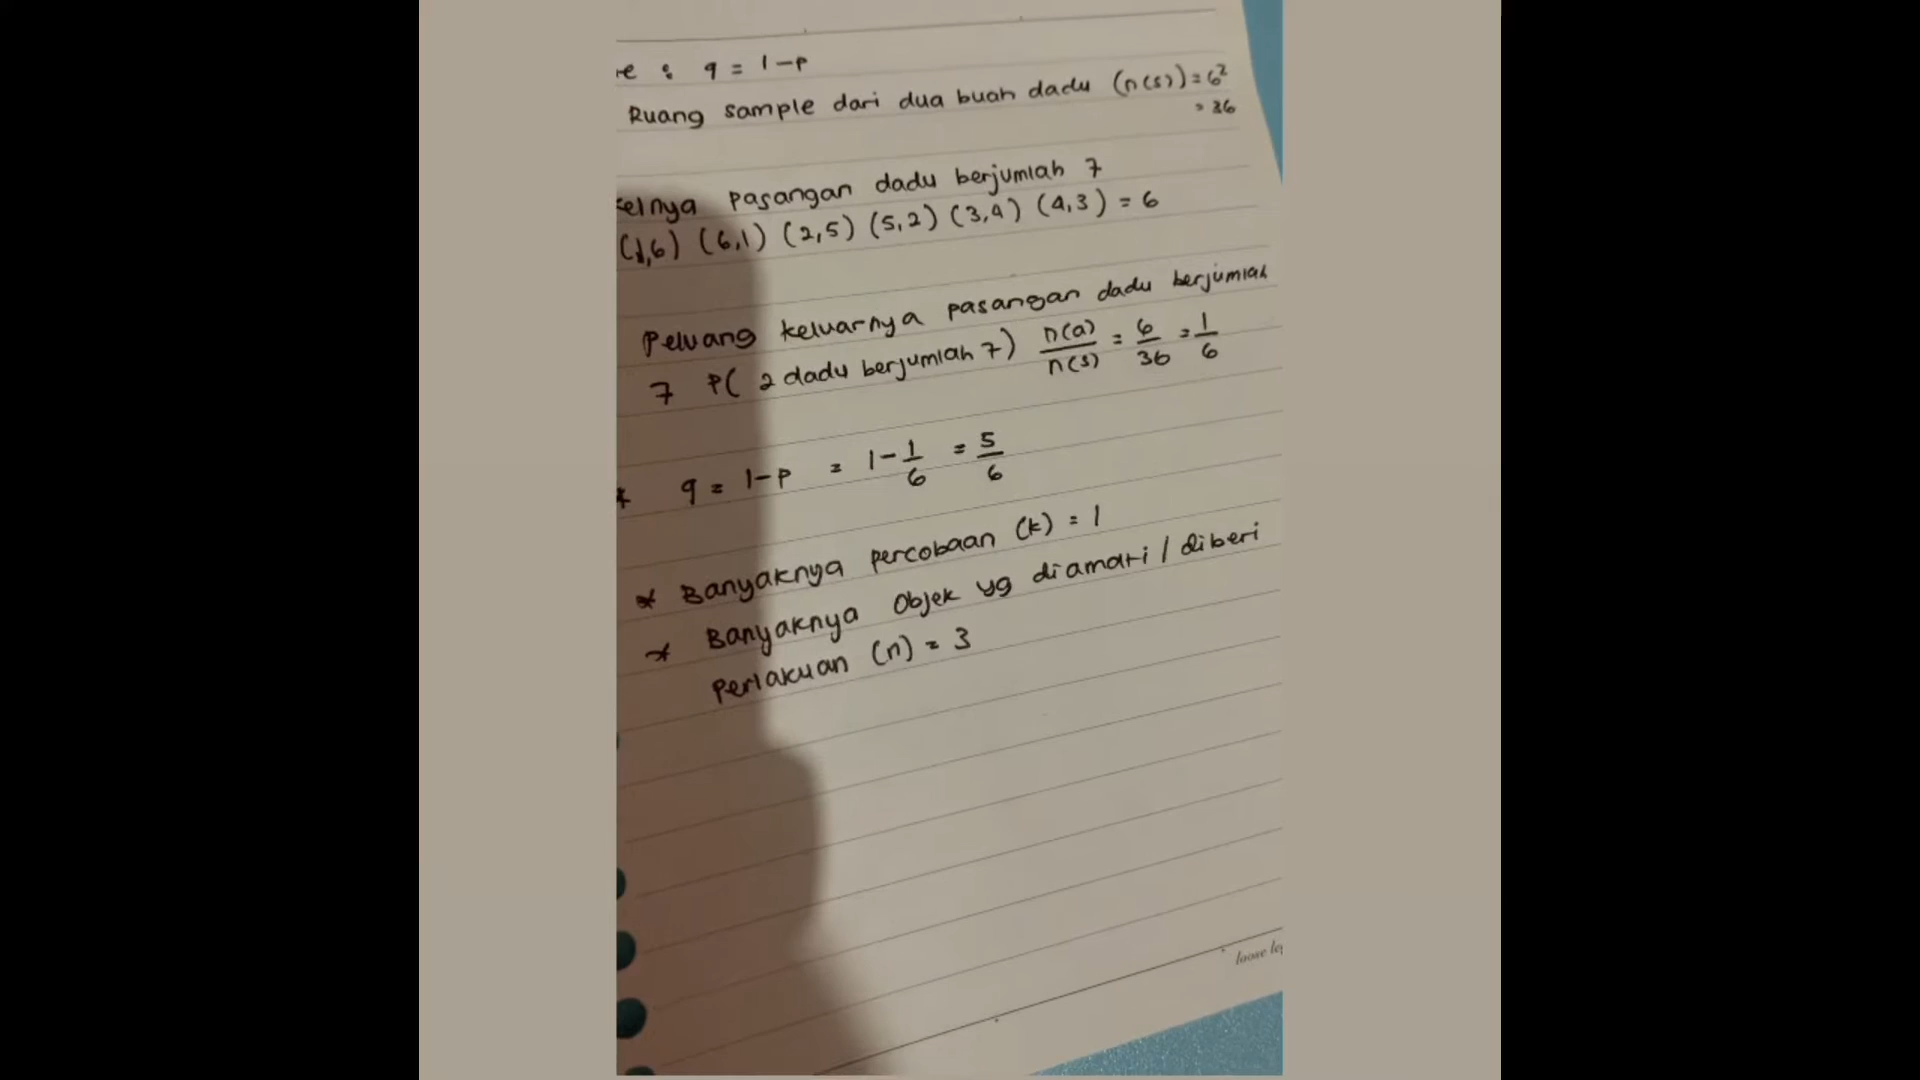 q = 1-p
Ruang sample dari dua buah dadu (n(s)) = 6²
= 36
pasangan dadu berjumlah 7
(1,6) (6,1) (2,5) (5,2) (3,4) (4,3) = 6
Peluang keluarnya pasangan dadu berjumlah
7 P( 2 dadu berjumlah 7) n(a)/n(s) = 6/36 = 1/6
* q = 1-p = 1 - 1/6 = 5/6
* Banyaknya percobaan (k) = 1
* Banyaknya Objek yg diamati / diberi
perlakuan (n) = 3